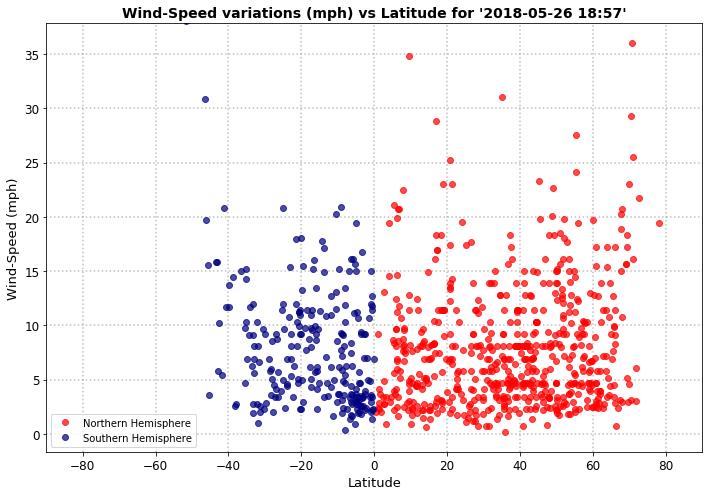 Wind-Speed variations (mph) vs Latitude for '2018-05-26 18:57'
Wind-Speed (mph)
35
30
25
20
15
10
5
0
Northern Hemisphere
Southern Hemisphere
−80 −60 −40 −20 0 20 40 60 80
Latitude